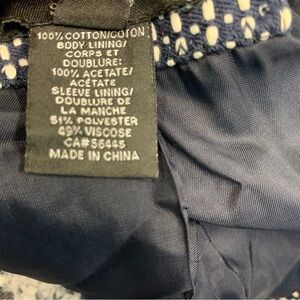 100% COTTON/COTON
BODY LINING/
CORPS ET
DOUBLURE:
100% ACETATE/
ACÉTATE
SLEEVE LINING/
DOUBLURE DE
LA MANCHE
51% POLYESTER
49% VISCOSE
CA#56445
MADE IN CHINA